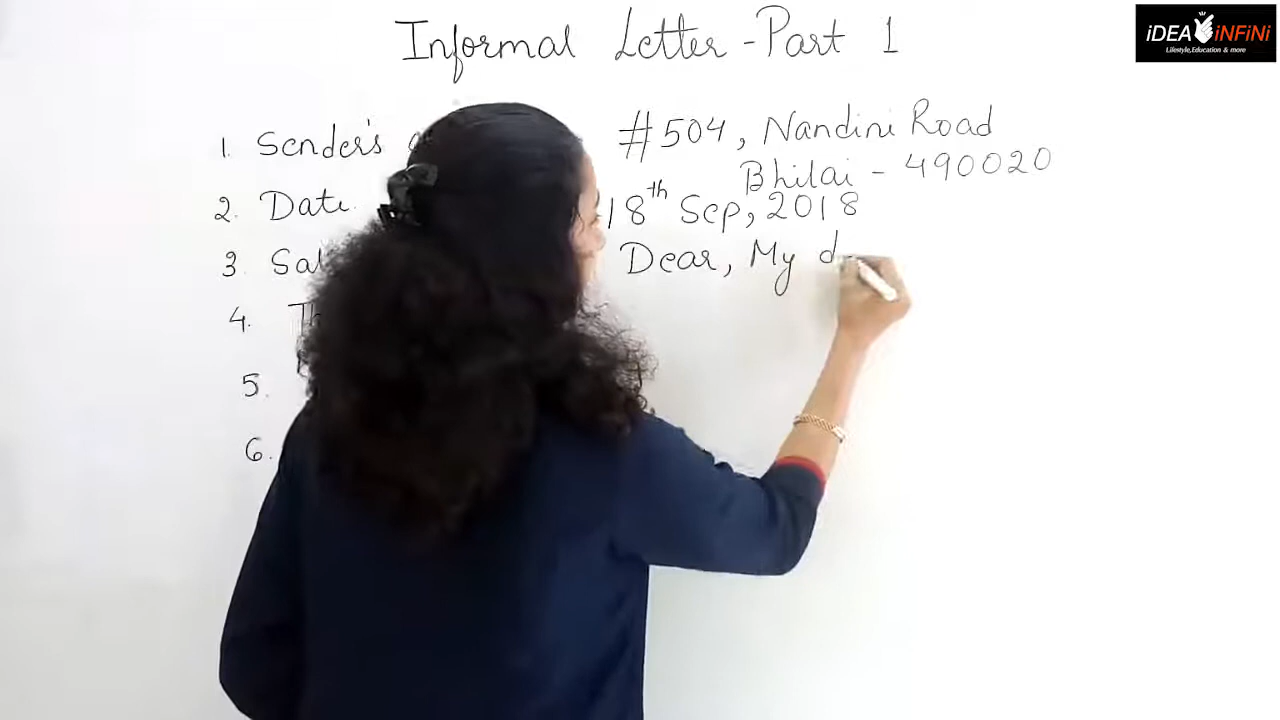 Informal Letter - Part 1
iDEA iNFiNi
Lifestyle,Education & more
1. Sender's #504, Nandini Road
Bhilai - 490020
2. Date 18th Sep, 2018
3. Dear, My
4.
5.
6.